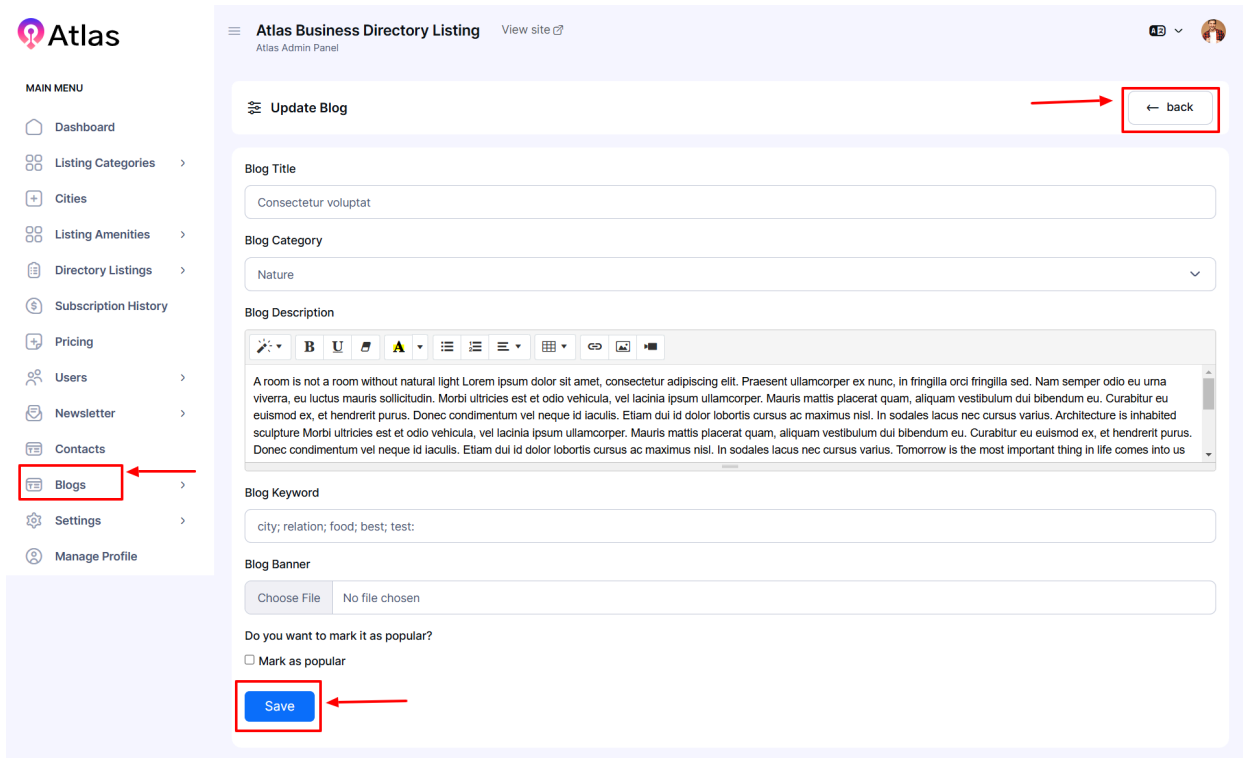 Atlas
MAIN MENU
Dashboard
Listing Categories
Cities
Listing Amenities
Directory Listings
Subscription History
Pricing
Users
Newsletter
Contacts
Blogs
Settings
Manage Profile
Atlas Business Directory Listing
View site
Atlas Admin Panel
Update Blog
← back
Blog Title
Consectetur voluptat
Blog Category
Nature
Blog Description
B U A
A room is not a room without natural light Lorem ipsum dolor sit amet, consectetur adipiscing elit. Praesent ullamcorper ex nunc, in fringilla orci fringilla sed. Nam semper odio eu urna
viverra, eu luctus mauris sollicitudin. Morbi ultricies est et odio vehicula, vel lacinia ipsum ullamcorper. Mauris mattis placerat quam, aliquam vestibulum dui bibendum eu. Curabitur eu
euismod ex, et hendrerit purus. Donec condimentum vel neque id iaculis. Etiam dui id dolor lobortis cursus ac maximus nisl. In sodales lacus nec cursus varius. Architecture is inhabited
sculpture Morbi ultricies est et odio vehicula, vel lacinia ipsum ullamcorper. Mauris mattis placerat quam, aliquam vestibulum dui bibendum eu. Curabitur eu euismod ex, et hendrerit purus.
Donec condimentum vel neque id iaculis. Etiam dui id dolor lobortis cursus ac maximus nisl. In sodales lacus nec cursus varius. Tomorrow is the most important thing in life comes into us
Blog Keyword
city; relation; food; best; test:
Blog Banner
Choose File No file chosen
Do you want to mark it as popular?
Mark as popular
Save